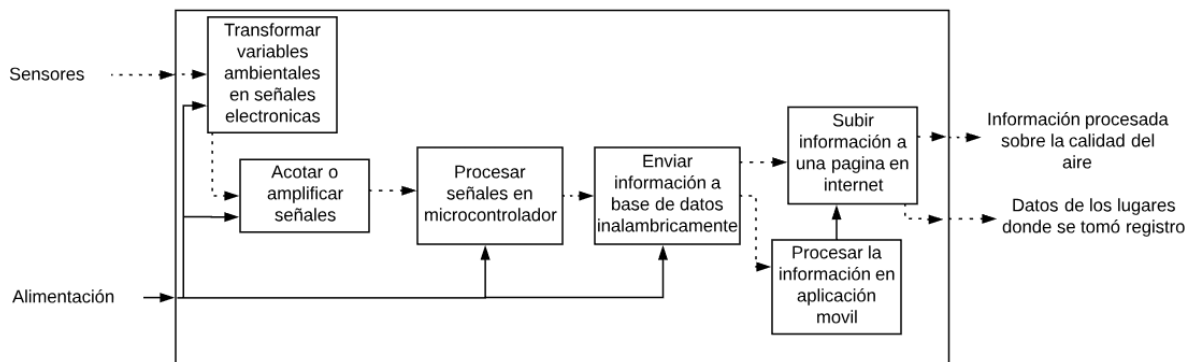 Sensores
Transformar
variables
ambientales
en señales
electronicas
Acotar o
amplificar
señales
Procesar
señales en
microcontrolador
Enviar
información a
base de datos
inalambricamente
Subir
información a
una pagina en
internet
Procesar la
información en
aplicación
movil
Información procesada
sobre la calidad del
aire
Datos de los lugares
donde se tomó registro
Alimentación